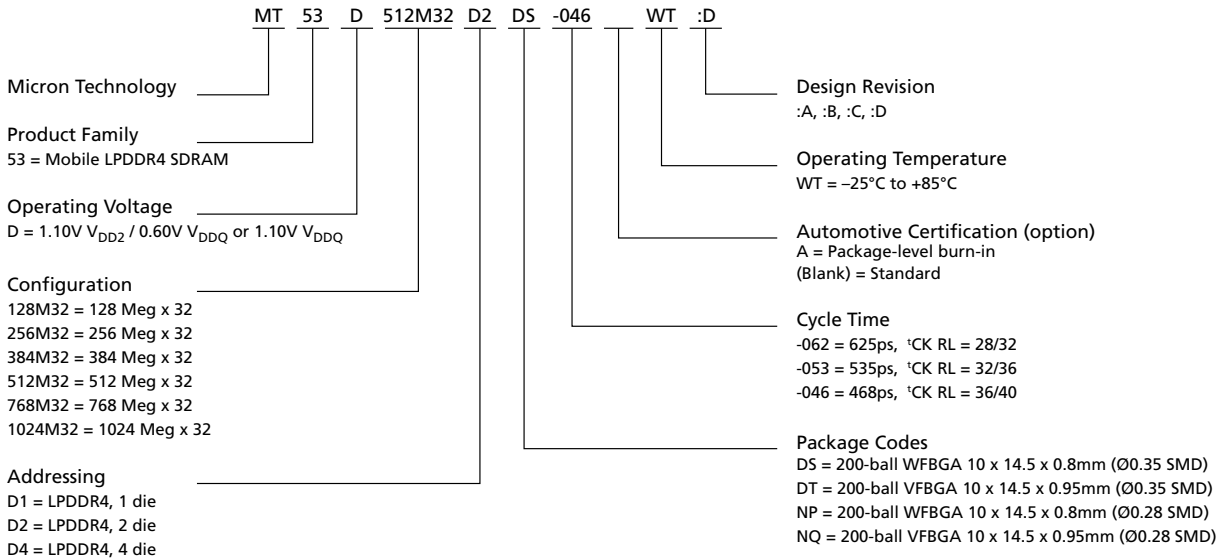 MT 53 D 512M32 D2 DS -046 WT :D
Micron Technology
Product Family
53 = Mobile LPDDR4 SDRAM
Operating Voltage
D = 1.10V VDD2 / 0.60V VDDQ or 1.10V VDDQ
Configuration
128M32 = 128 Meg x 32
256M32 = 256 Meg x 32
384M32 = 384 Meg x 32
512M32 = 512 Meg x 32
768M32 = 768 Meg x 32
1024M32 = 1024 Meg x 32
Addressing
D1 = LPDDR4, 1 die
D2 = LPDDR4, 2 die
D4 = LPDDR4, 4 die
Design Revision
:A, :B, :C, :D
Operating Temperature
WT = –25°C to +85°C
Automotive Certification (option)
A = Package-level burn-in
(Blank) = Standard
Cycle Time
-062 = 625ps, tCK RL = 28/32
-053 = 535ps, tCK RL = 32/36
-046 = 468ps, tCK RL = 36/40
Package Codes
DS = 200-ball WFBGA 10 x 14.5 x 0.8mm (Ø0.35 SMD)
DT = 200-ball VFBGA 10 x 14.5 x 0.95mm (Ø0.35 SMD)
NP = 200-ball WFBGA 10 x 14.5 x 0.8mm (Ø0.28 SMD)
NQ = 200-ball VFBGA 10 x 14.5 x 0.95mm (Ø0.28 SMD)